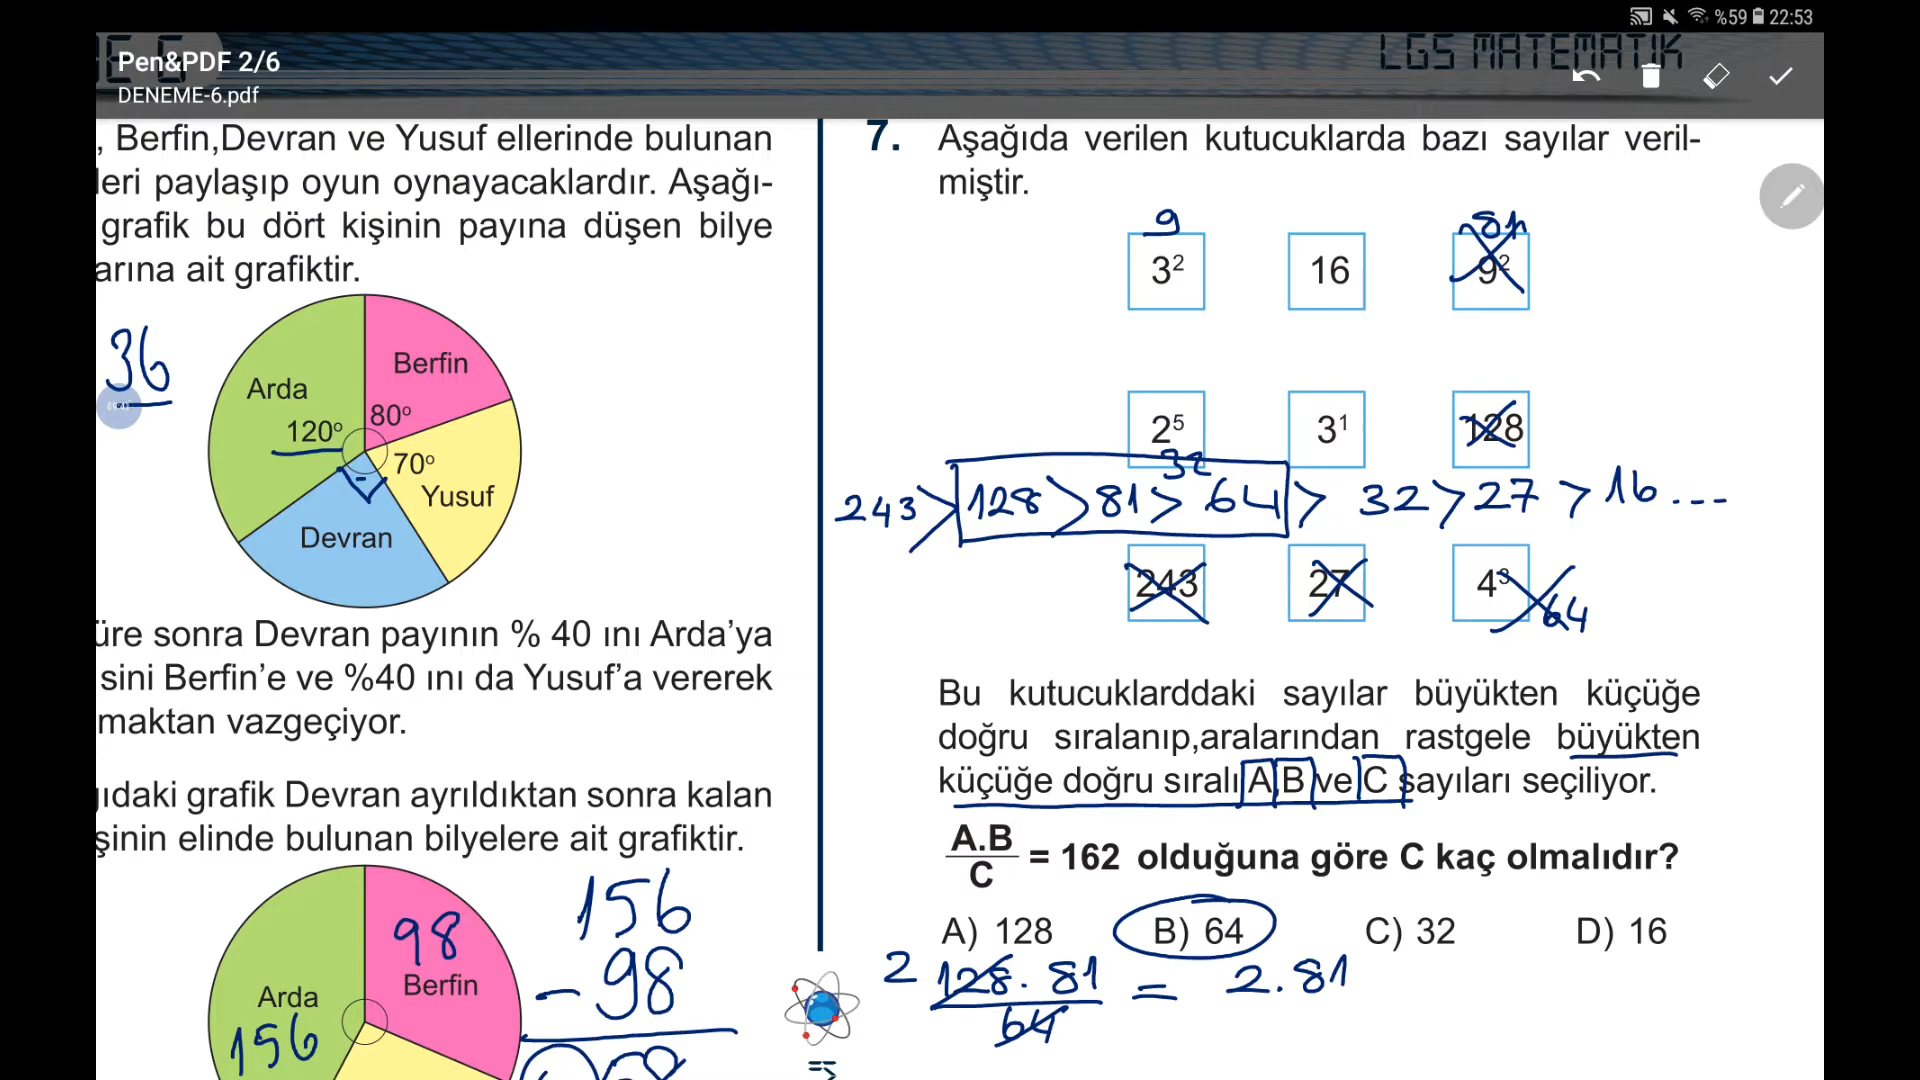 %59 22:53
LGS MATEMATİK
Pen&PDF 2/6
DENEME-6.pdf
, Berfin,Devran ve Yusuf ellerinde bulunan
leri paylaşıp oyun oynayacaklardır. Aşağı-
grafik bu dört kişinin payına düşen bilye
arına ait grafiktir.
36
Arda
120°
Berfin
80°
70°
Yusuf
Devran
üre sonra Devran payının % 40 ını Arda’ya
sini Berfin’e ve %40 ını da Yusuf’a vererek
maktan vazgeçiyor.
ıdaki grafik Devran ayrıldıktan sonra kalan
şinin elinde bulunan bilyelere ait grafiktir.
98
Berfin
Arda
156
156
- 98
7. Aşağıda verilen kutucuklarda bazı sayılar veril-
miştir.
9 81
3² 16 9²
2⁵ 3¹ 128
32
243 > 128 > 81 > 64 > 32 > 27 > 16 ...
243 27 4³
64
Bu kutucuklarddaki sayılar büyükten küçüğe
doğru sıralanıp,aralarından rastgele büyükten
küçüğe doğru sıralı A B ve C sayıları seçiliyor.
A.B
C
= 162 olduğuna göre C kaç olmalıdır?
A) 128 B) 64 C) 32 D) 16
2 128 . 81 = 2.81
64